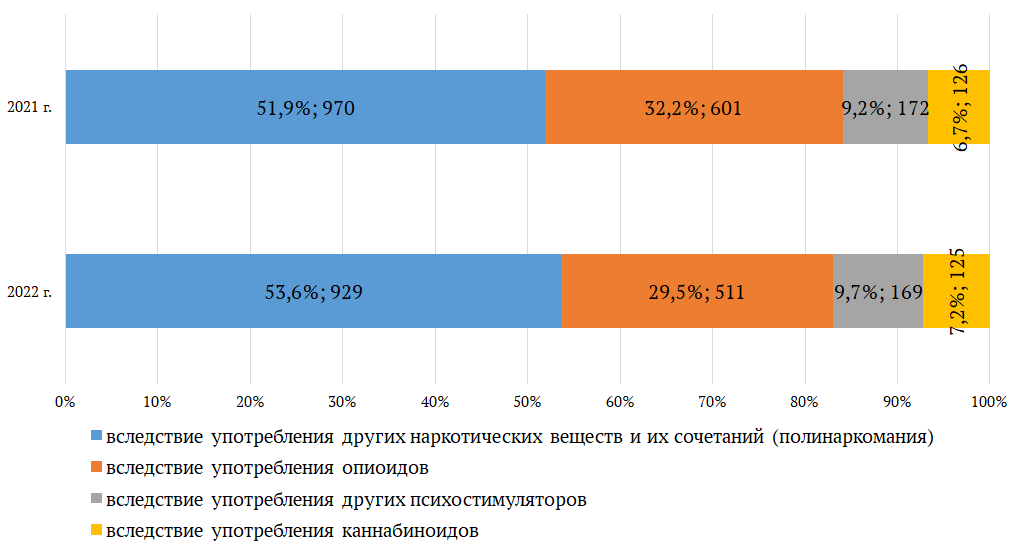 2021 г.
51,9%; 970
32,2%; 601
9,2%; 172
6,7%; 126
2022 г.
53,6%; 929
29,5%; 511
9,7%; 169
7,2%; 125
0% 10% 20% 30% 40% 50% 60% 70% 80% 90% 100%
вследствие употребления других наркотических веществ и их сочетаний (полинаркомания)
вследствие употребления опиоидов
вследствие употребления других психостимуляторов
вследствие употребления каннабиноидов